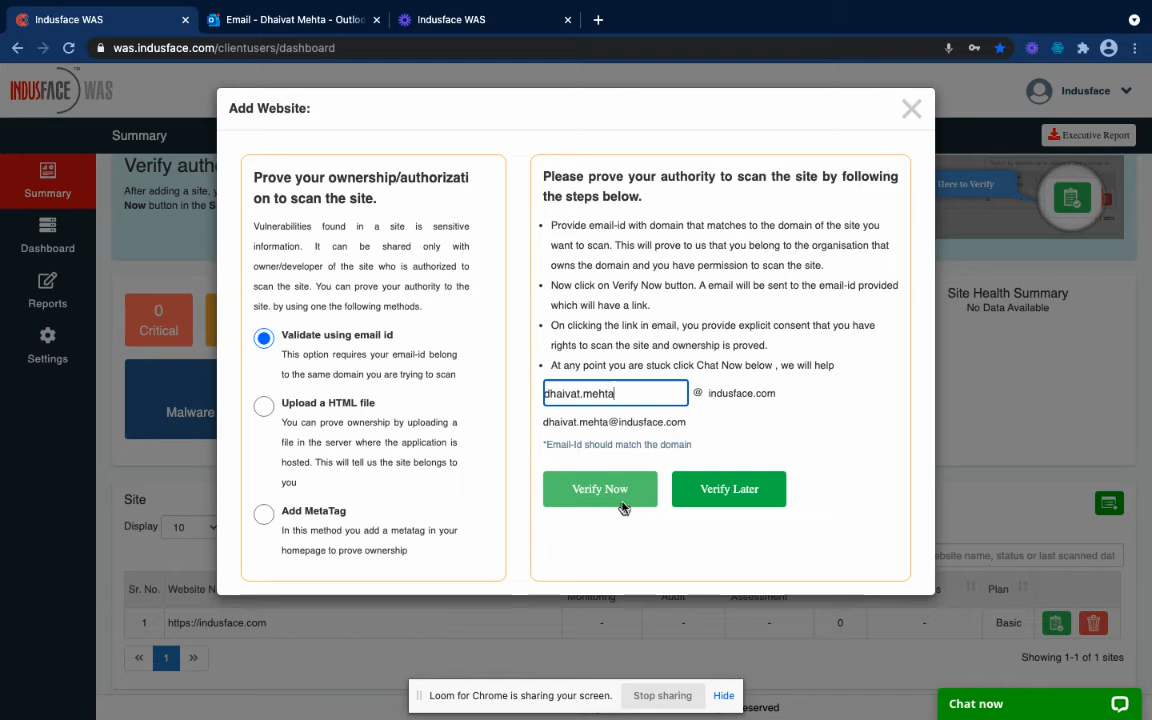 Indusface WAS
Email - Dhaivat Mehta - Outloo
Indusface WAS
was.indusface.com/clientusers/dashboard
INDUSFACE WAS
TM
Indusface
Summary
Executive Report
Add Website:
Summary
Dashboard
Reports
Settings
Verify auth
After adding a site, y
Now button in the S
Here to Verify
0
Critical
Malware
Site Health Summary
No Data Available
Prove your ownership/authorizati
on to scan the site.
Vulnerabilities found in a site is sensitive
information. It can be shared only with
owner/developer of the site who is authorized to
scan the site. You can prove your authority to the
site. by using one the following methods.
Validate using email id
This option requires your email-id belong
to the same domain you are trying to scan
Upload a HTML file
You can prove ownership by uploading a
file in the server where the application is
hosted. This will tell us the site belongs to
you
Add MetaTag
In this method you add a metatag in your
homepage to prove ownership
Please prove your authority to scan the site by following
the steps below.
• Provide email-id with domain that matches to the domain of the site you
want to scan. This will prove to us that you belong to the organisation that
owns the domain and you have permission to scan the site.
• Now click on Verify Now button. A email will be sent to the email-id provided
which will have a link.
• On clicking the link in email, you provide explicit consent that you have
rights to scan the site and ownership is proved.
• At any point you are stuck click Chat Now below , we will help
dhaivat.mehta @ indusface.com
dhaivat.mehta@indusface.com
*Email-Id should match the domain
Verify Now
Verify Later
Site
Display 10
ebsite name, status or last scanned dat
Sr. No. Website N Monitoring Audit Assessment s Plan
1 https://indusface.com - - - 0 - Basic
« 1 »
Showing 1-1 of 1 sites
Loom for Chrome is sharing your screen. Stop sharing Hide
served
Chat now